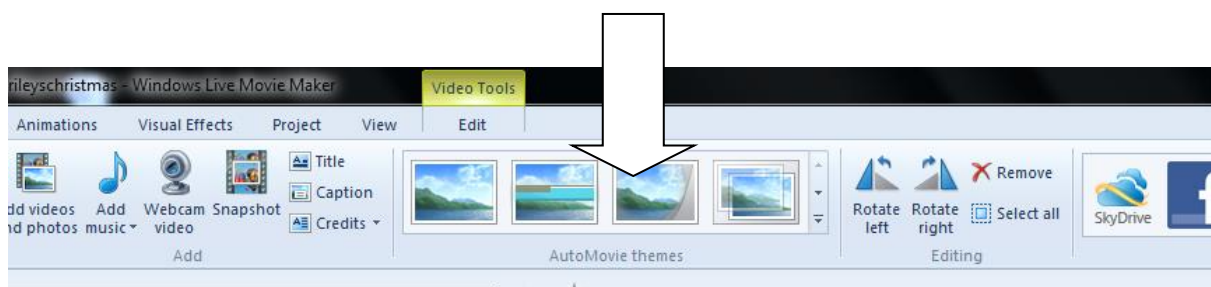 rileyschristmas - Windows Live Movie Maker
Video Tools
Animations Visual Effects Project View Edit
Title
Caption
Credits
dd videos
nd photos
Add
music
Webcam
video
Snapshot
Add
AutoMovie themes
Rotate
left
Rotate
right
Remove
Select all
Editing
SkyDrive
f